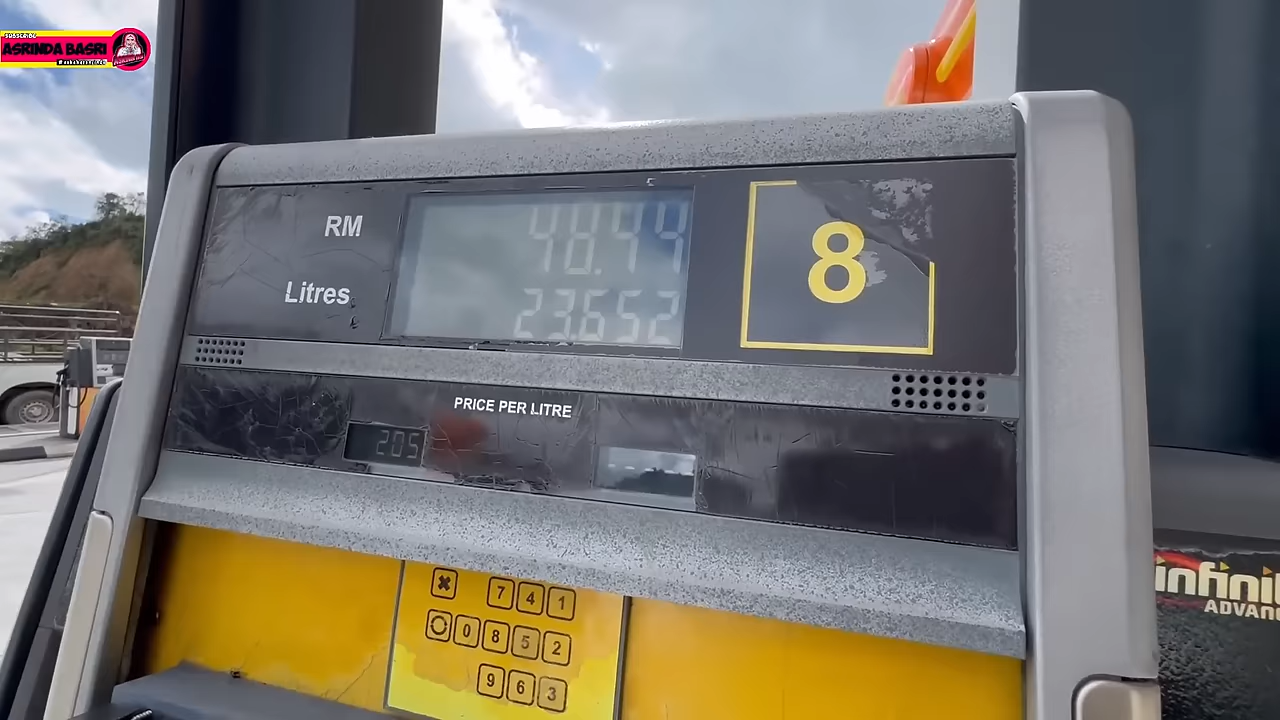 SUBSCRIBE
ASRINDA BASRI
RM 48.49
Litres 23.652
8
PRICE PER LITRE
205
7 4 1
0 8 5 2
9 6 3
ADVAN